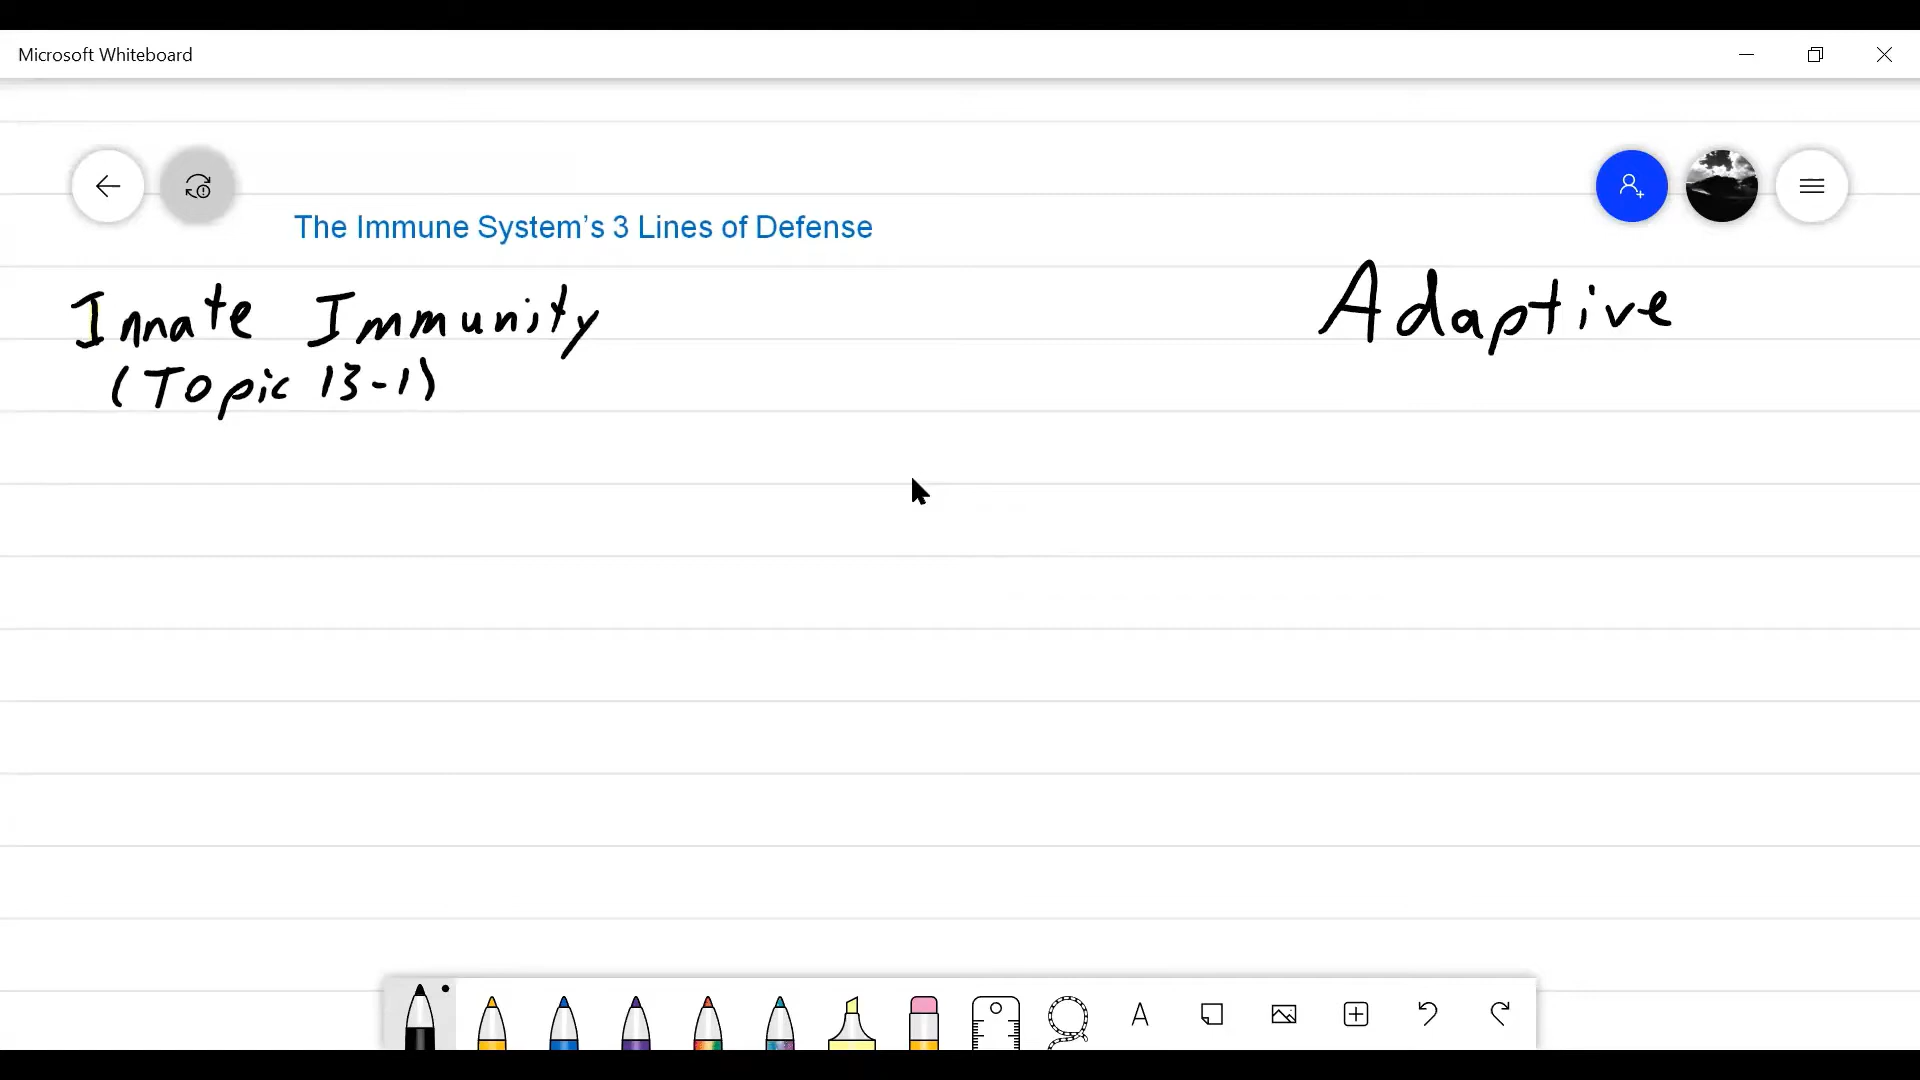 Microsoft Whiteboard
The Immune System's 3 Lines of Defense
Innate Immunity
(Topic 13-1)
Adaptive